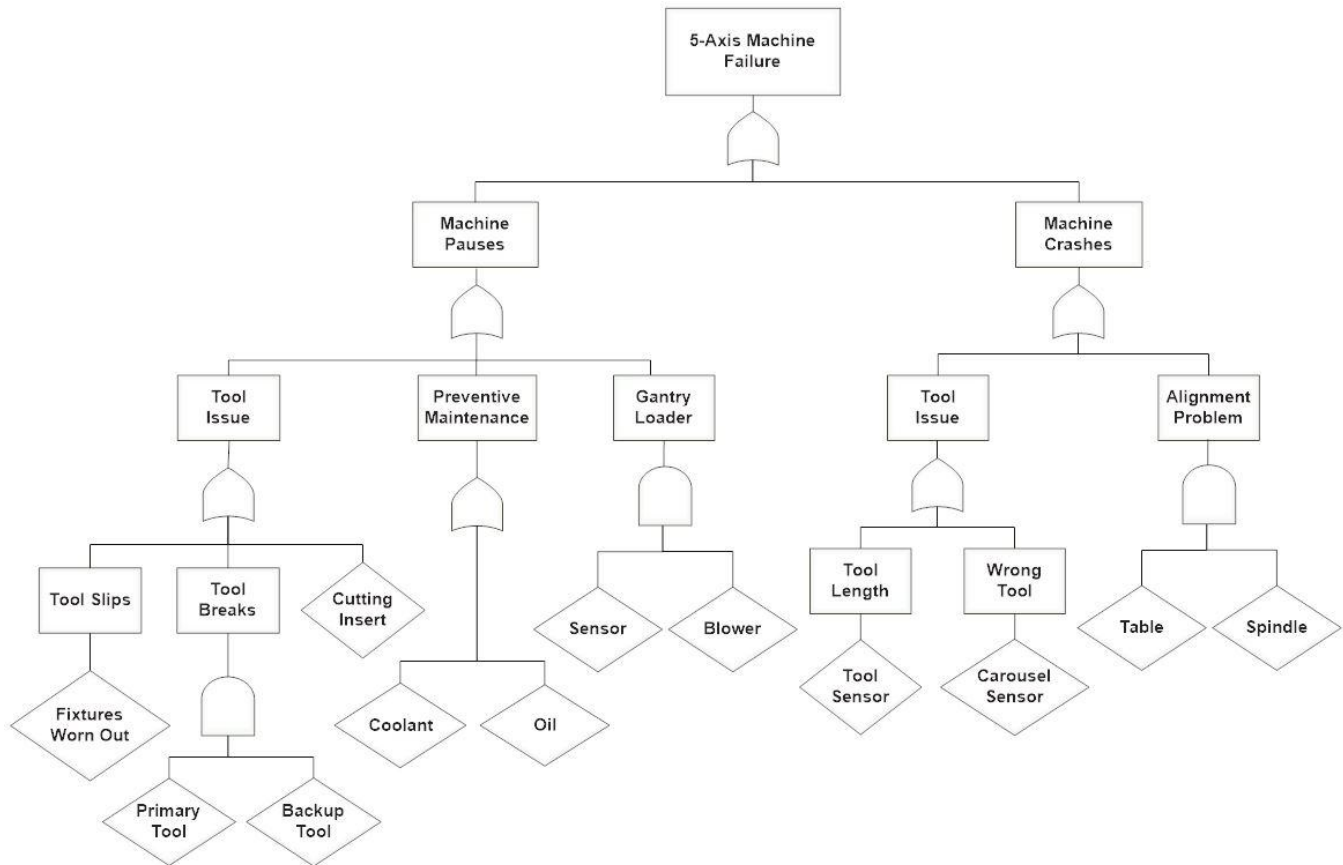 5-Axis Machine
Failure
Machine
Pauses
Machine
Crashes
Tool
Issue
Preventive
Maintenance
Gantry
Loader
Tool
Issue
Alignment
Problem
Tool Slips
Tool
Breaks
Cutting
Insert
Sensor
Blower
Tool
Length
Wrong
Tool
Table
Spindle
Fixtures
Worn Out
Coolant
Oil
Tool
Sensor
Carousel
Sensor
Primary
Tool
Backup
Tool